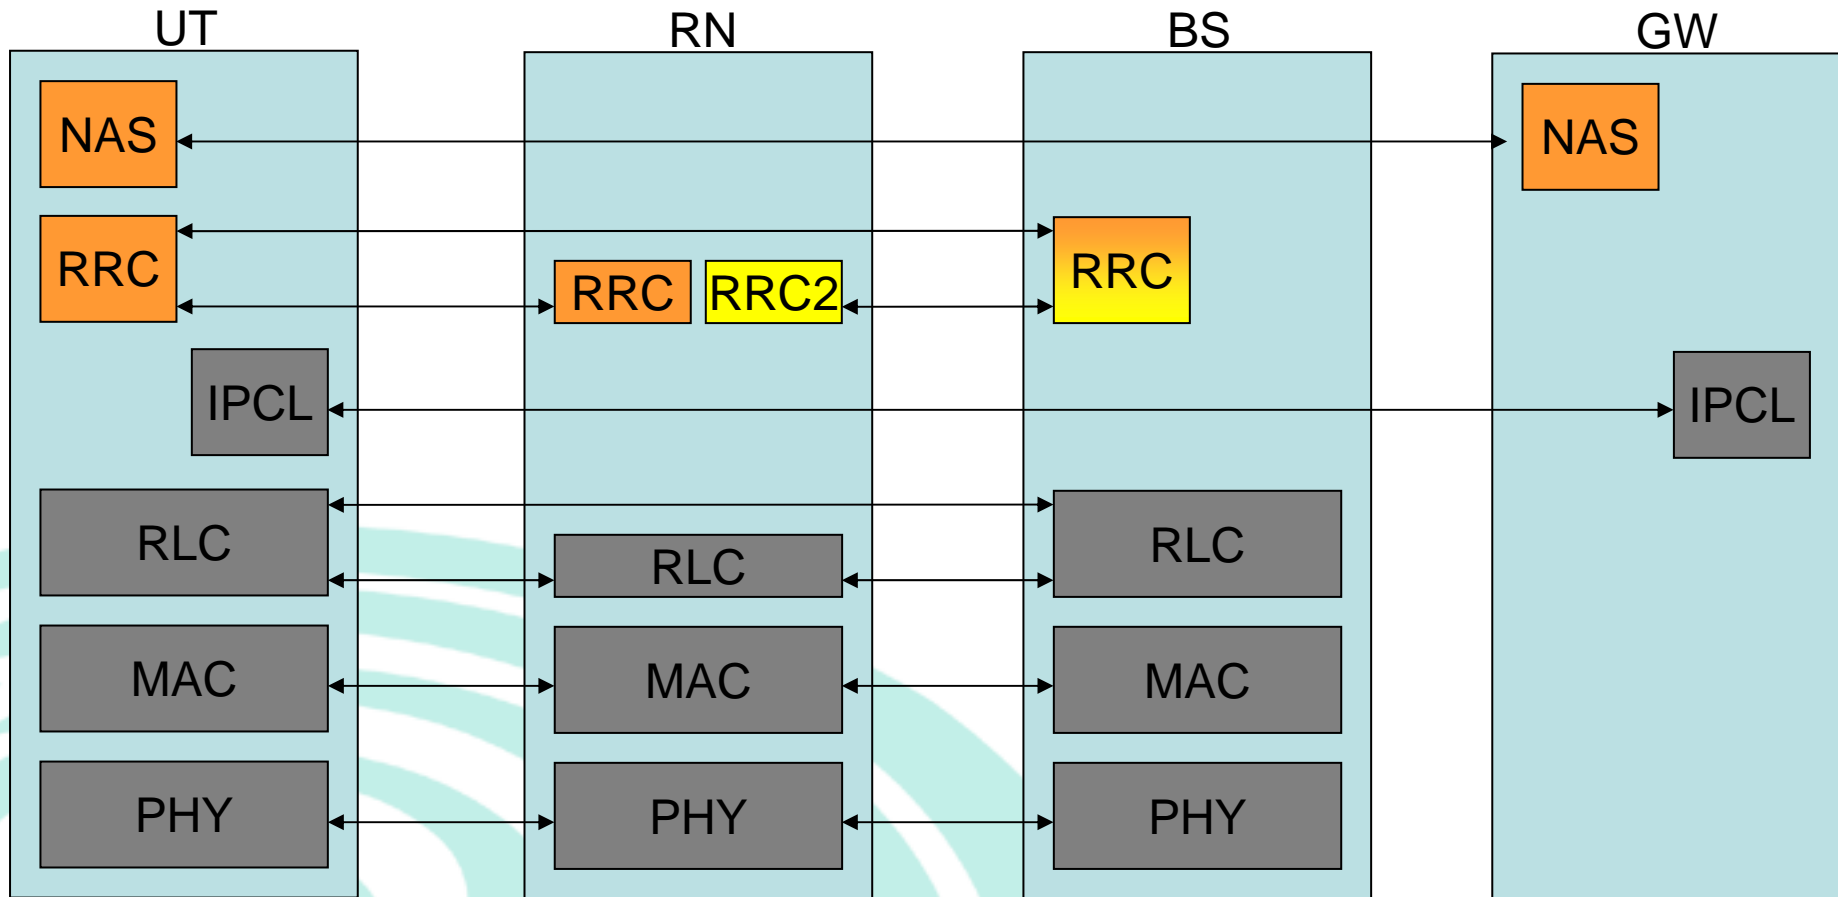 UT
RN
BS
GW
NAS
NAS
RRC
RRC
RRC2
RRC
IPCL
IPCL
RLC
RLC
RLC
MAC
MAC
MAC
PHY
PHY
PHY